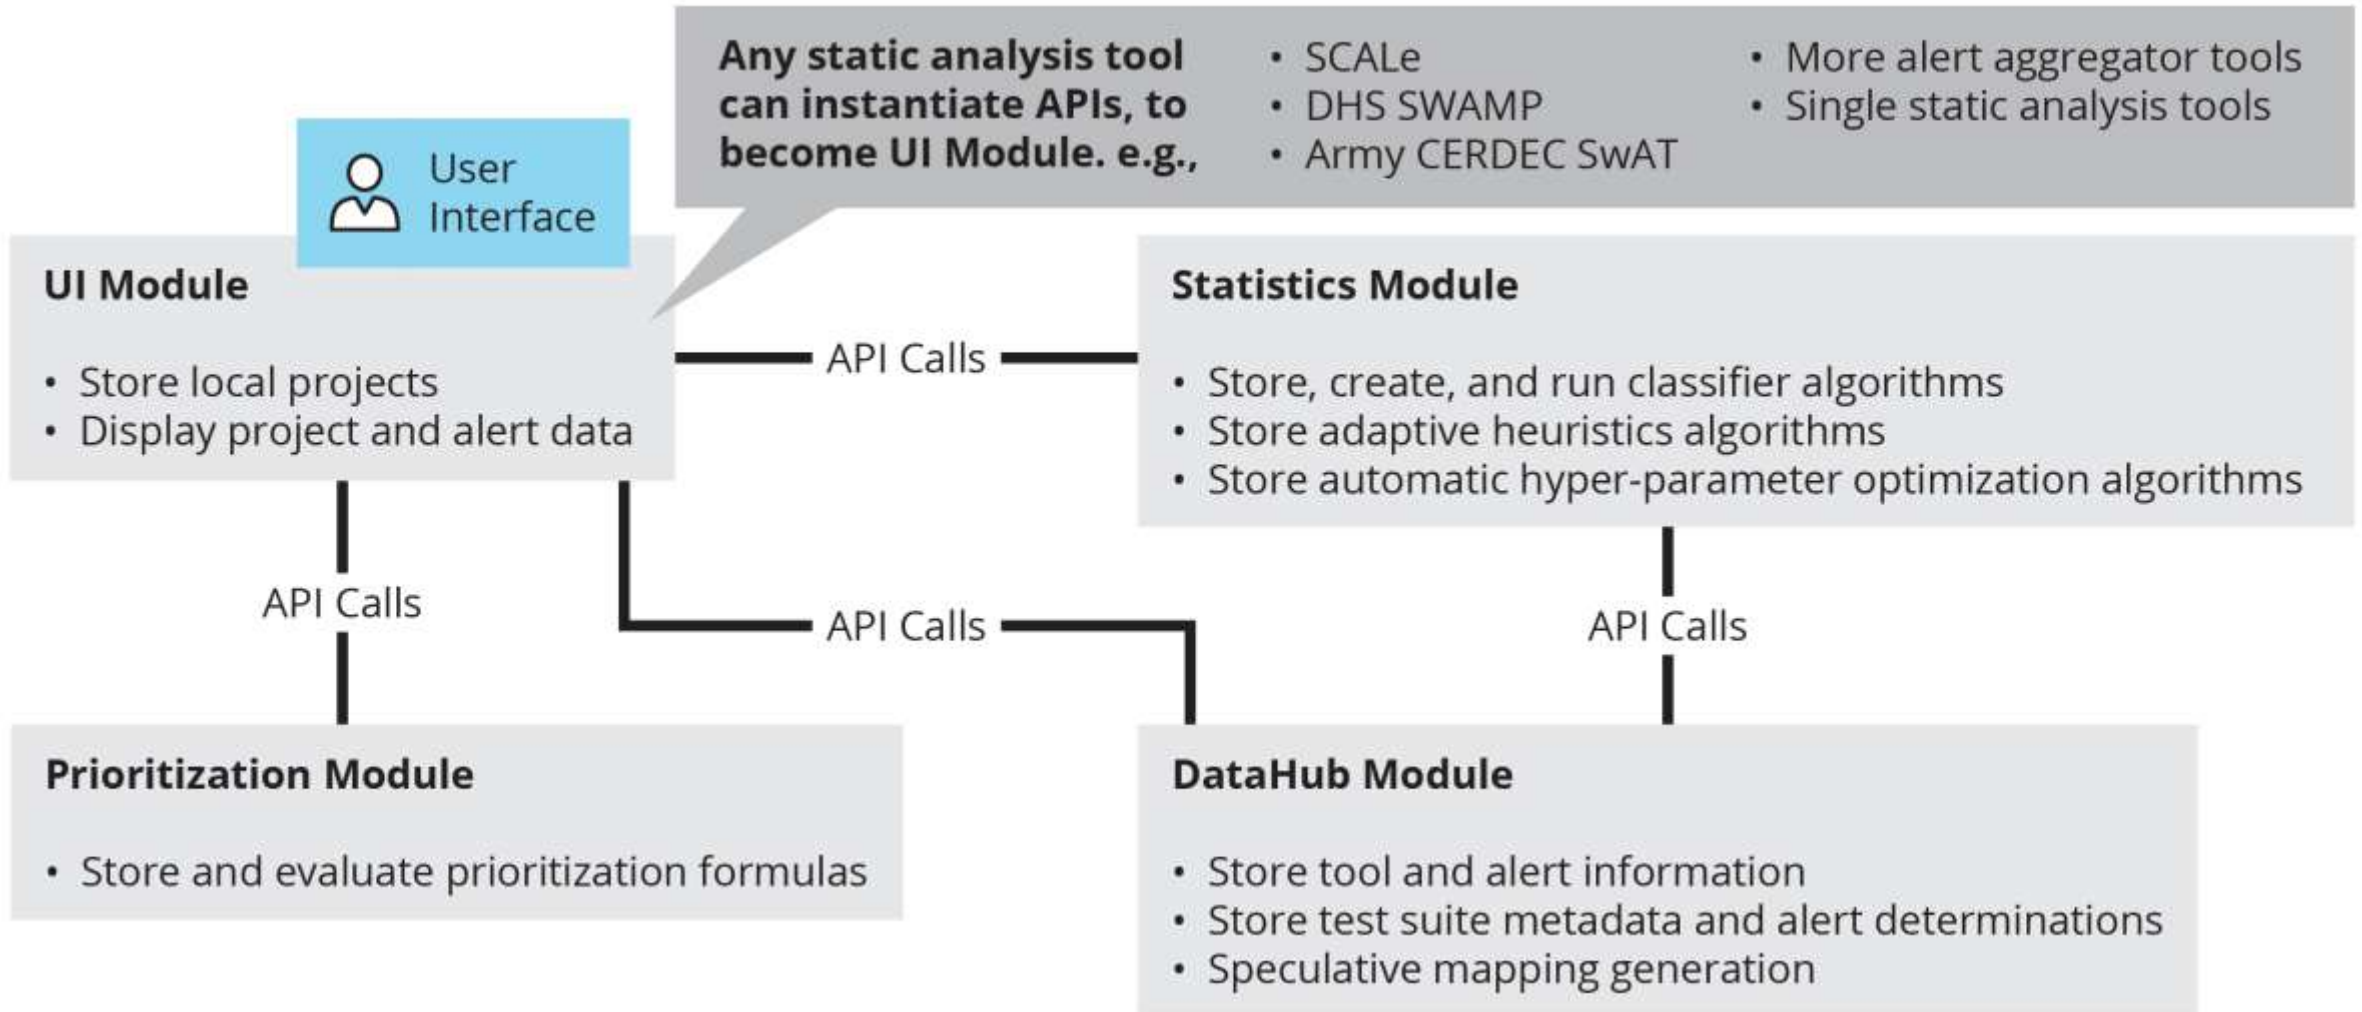 Any static analysis tool
can instantiate APIs, to
become UI Module. e.g.,
• SCALe
• DHS SWAMP
• Army CERDEC SwAT
• More alert aggregator tools
• Single static analysis tools
User
Interface
UI Module
• Store local projects
• Display project and alert data
API Calls
Statistics Module
• Store, create, and run classifier algorithms
• Store adaptive heuristics algorithms
• Store automatic hyper-parameter optimization algorithms
API Calls
API Calls
API Calls
Prioritization Module
• Store and evaluate prioritization formulas
DataHub Module
• Store tool and alert information
• Store test suite metadata and alert determinations
• Speculative mapping generation